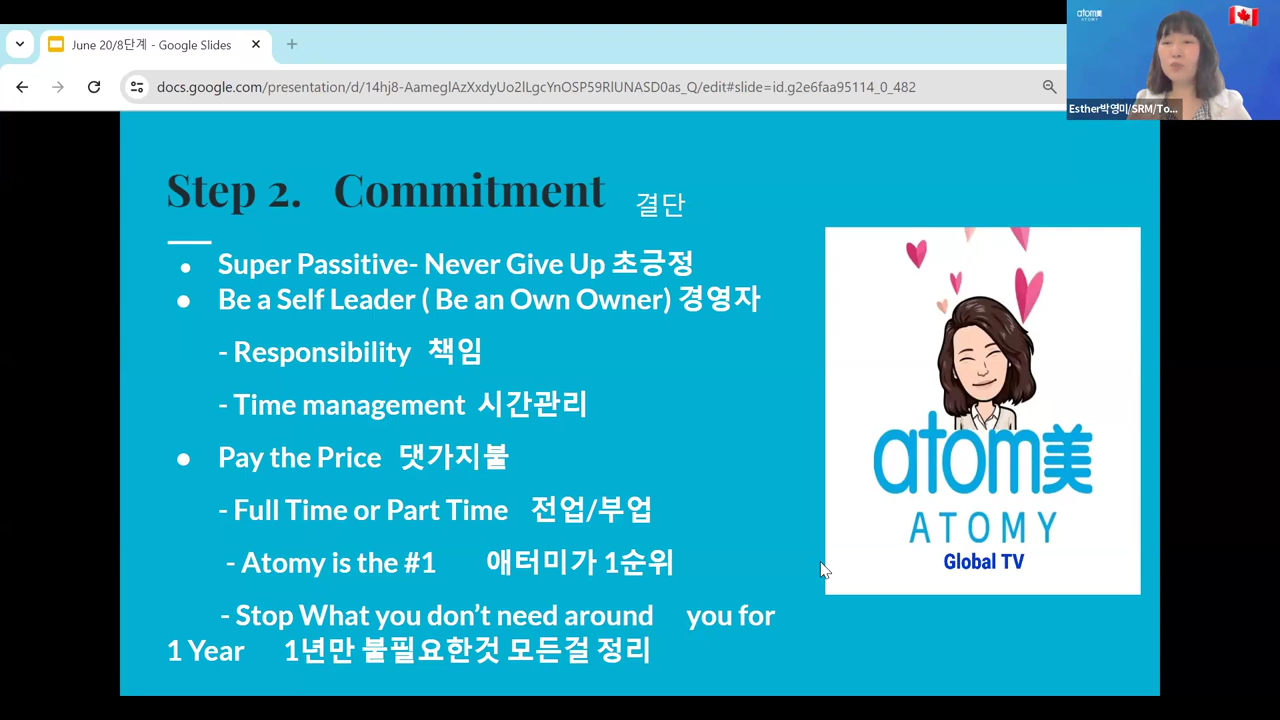 June 20/8단계 - Google Slides
docs.google.com/presentation/d/14hj8-AameglAzXxdyUo2lLgcYnOSP59RlUNASD0as_Q/edit#slide=id.g2e6faa95114_0_482
atom美
ATOMY
Esther박영미/SRM/To...
Step 2. Commitment 결단
Super Passitive- Never Give Up 초긍정
Be a Self Leader ( Be an Own Owner) 경영자
- Responsibility 책임
- Time management 시간관리
Pay the Price 댓가지불
- Full Time or Part Time 전업/부업
- Atomy is the #1 애터미가 1순위
- Stop What you don't need around you for
1 Year 1년만 불필요한것 모든걸 정리
atom美
ATOMY
Global TV